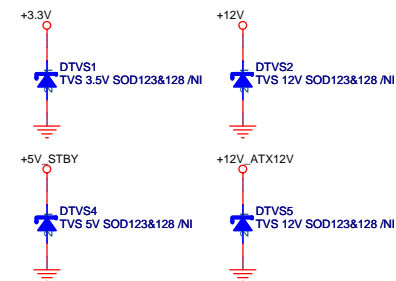 +3.3V
+12V
DTVS1
TVS 3.5V SOD123&128 /NI
DTVS2
TVS 12V SOD123&128 /NI
+5V_STBY
+12V_ATX12V
DTVS4
TVS 5V SOD123&128 /NI
DTVS5
TVS 12V SOD123&128 /NI